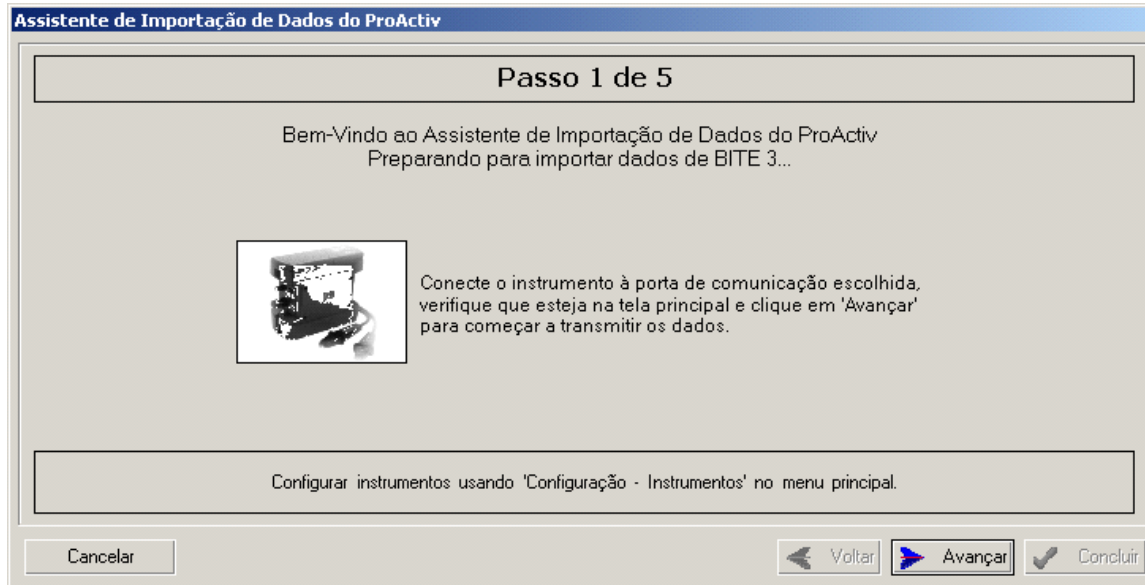 Assistente de Importação de Dados do ProActiv
Passo 1 de 5
Bem-Vindo ao Assistente de Importação de Dados do ProActiv
Preparando para importar dados de BITE 3...
Conecte o instrumento à porta de comunicação escolhida,
verifique que esteja na tela principal e clique em 'Avançar'
para começar a transmitir os dados.
Configurar instrumentos usando 'Configuração - Instrumentos' no menu principal.
Cancelar
Voltar
Avançar
Concluir